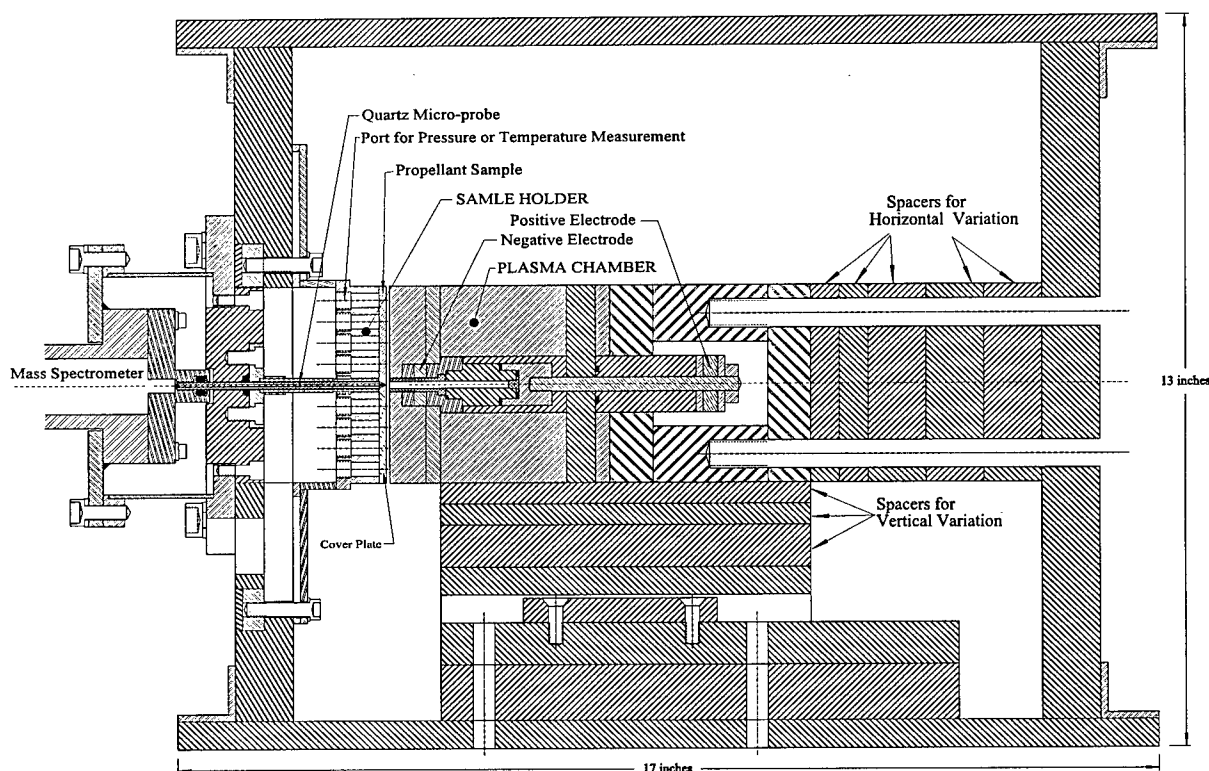 Quartz Micro-probe
Port for Pressure or Temperature Measurement
Propellant Sample
SAMLE HOLDER
Positive Electrode
Negative Electrode
PLASMA CHAMBER
Spacers for
Horizontal Variation
Mass Spectrometer
13 inches
Spacers for
Vertical Variation
Cover Plate
17 inches